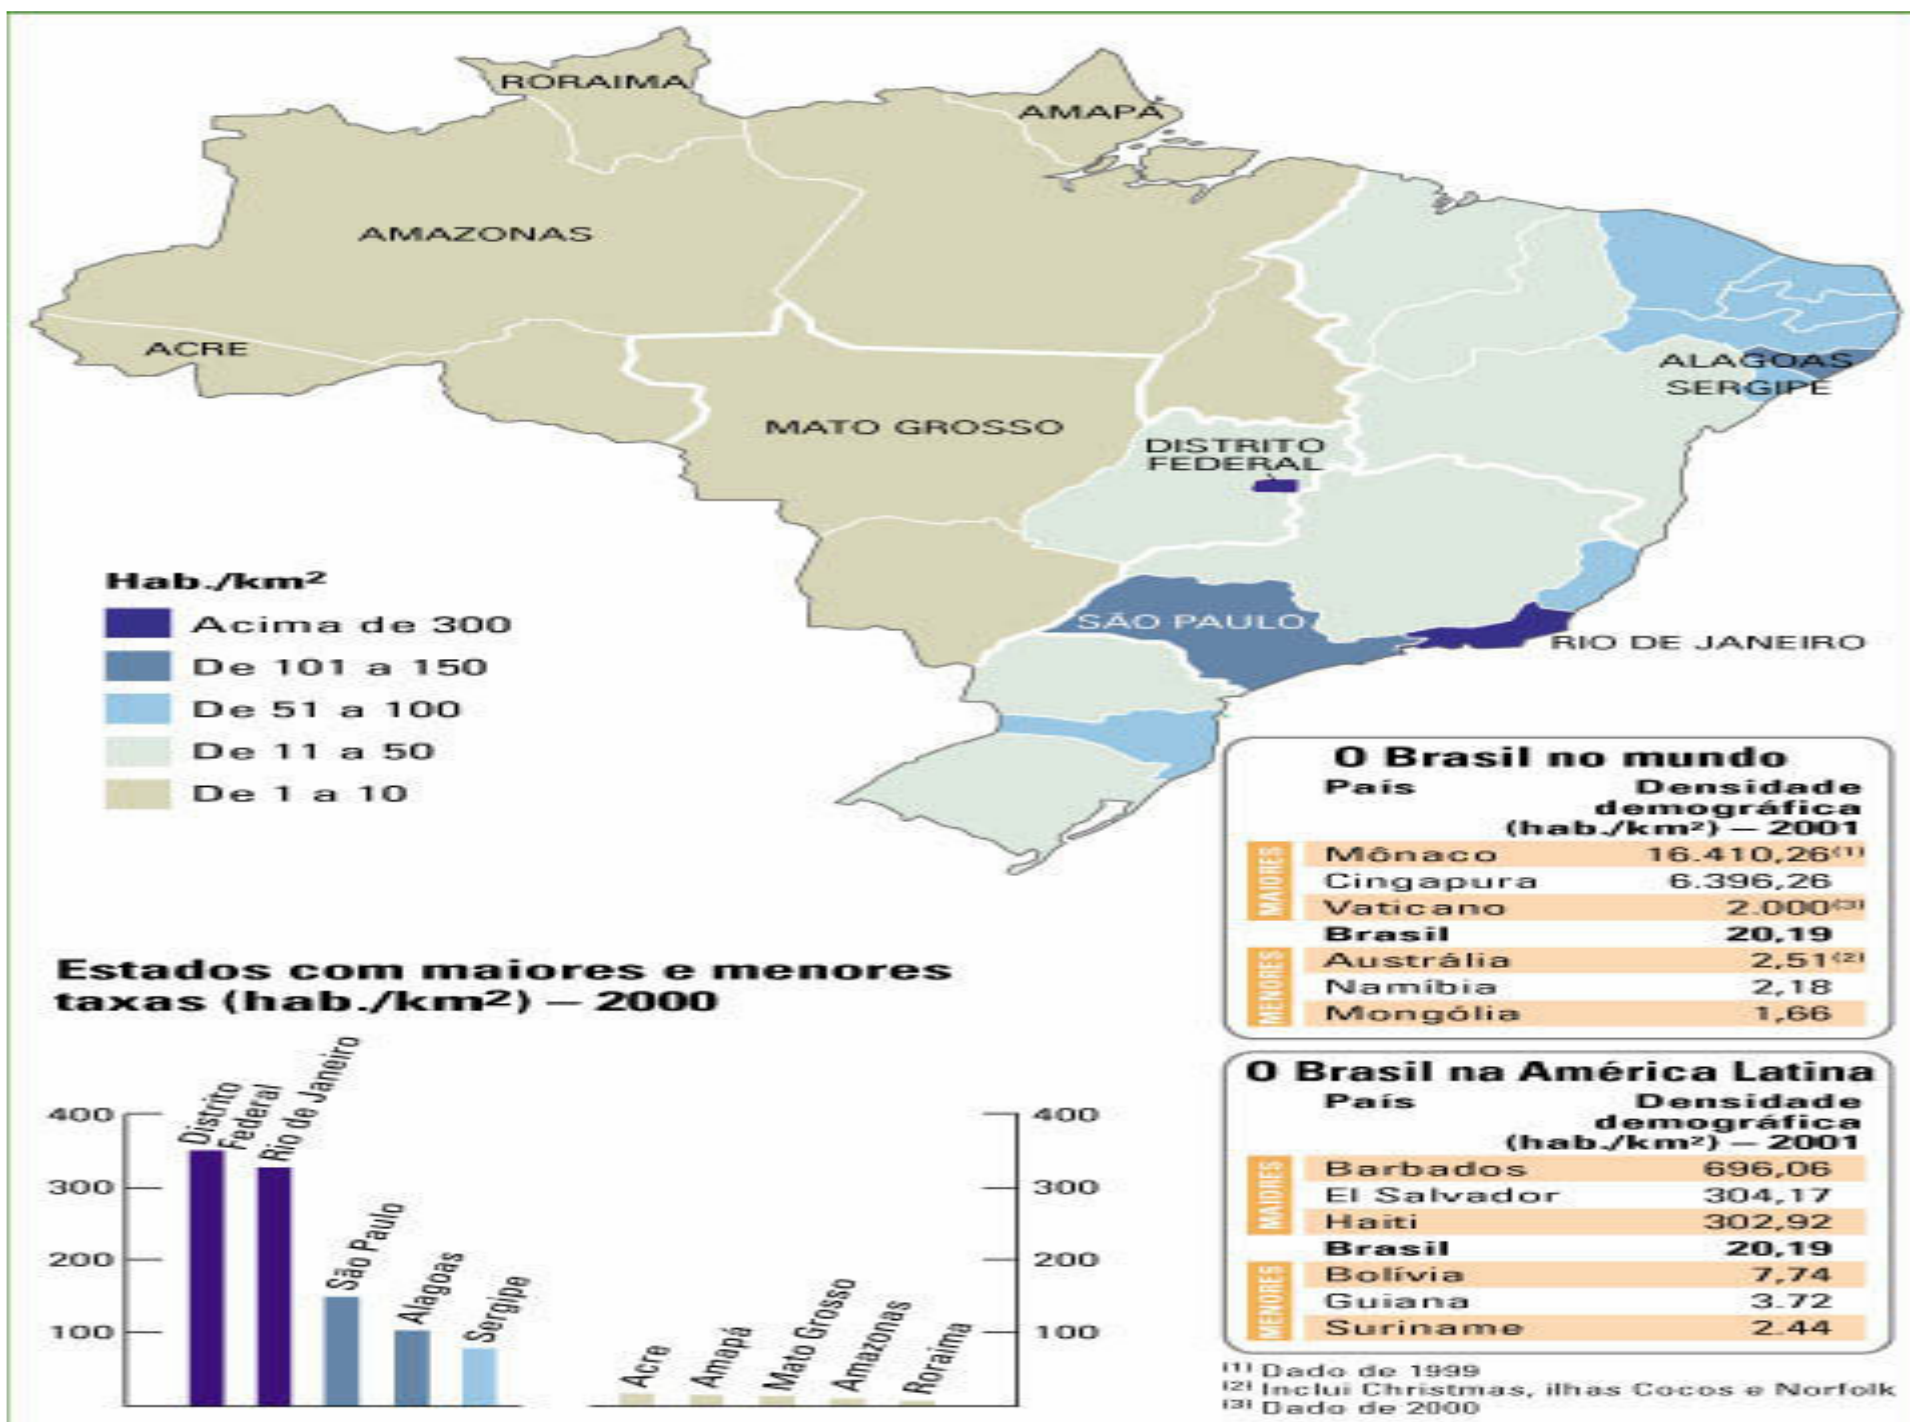 RORAIMA
AMAPÁ
AMAZONAS
ACRE
ALAGOAS
SERGIPE
MATO GROSSO
DISTRITO
FEDERAL
SÃO PAULO
RIO DE JANEIRO
Hab./km²
Acima de 300
De 101 a 150
De 51 a 100
De 11 a 50
De 1 a 10
O Brasil no mundo
País Densidade
demográfica
(hab./km²) – 2001
MAIORES
Mônaco 16.410,26(1)
Cingapura 6.396,26
Vaticano 2.000(3)
Brasil 20,19
MENORES
Austrália 2,51(2)
Namíbia 2,18
Mongólia 1,66
Estados com maiores e menores
taxas (hab./km²) – 2000
400
300
200
100
Distrito
Federal
Rio de Janeiro
São Paulo
Alagoas
Sergipe
Acre
Amapá
Mato Grosso
Amazonas
Roraima
400
300
200
100
O Brasil na América Latina
País Densidade
demográfica
(hab./km²) – 2001
MAIORES
Barbados 696,06
El Salvador 304,17
Haiti 302,92
Brasil 20,19
MENORES
Bolívia 7,74
Guiana 3.72
Suriname 2.44
(1) Dado de 1999
(2) Inclui Christmas, ilhas Cocos e Norfolk
(3) Dado de 2000